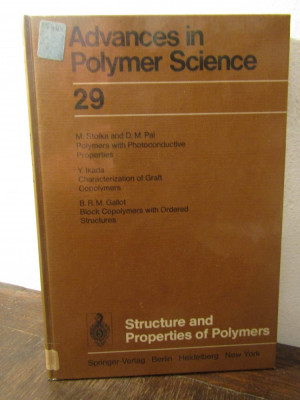 Advances in
Polymer Science
29
M. Stolka and D. M. Pai
Polymers with Photoconductive
Properties
Y. Ikada
Characterization of Graft
Copolymers
B. R. M. Gallot
Block Copolymers with Ordered
Structures
Structure and
Properties of Polymers
Springer-Verlag Berlin Heidelberg New York